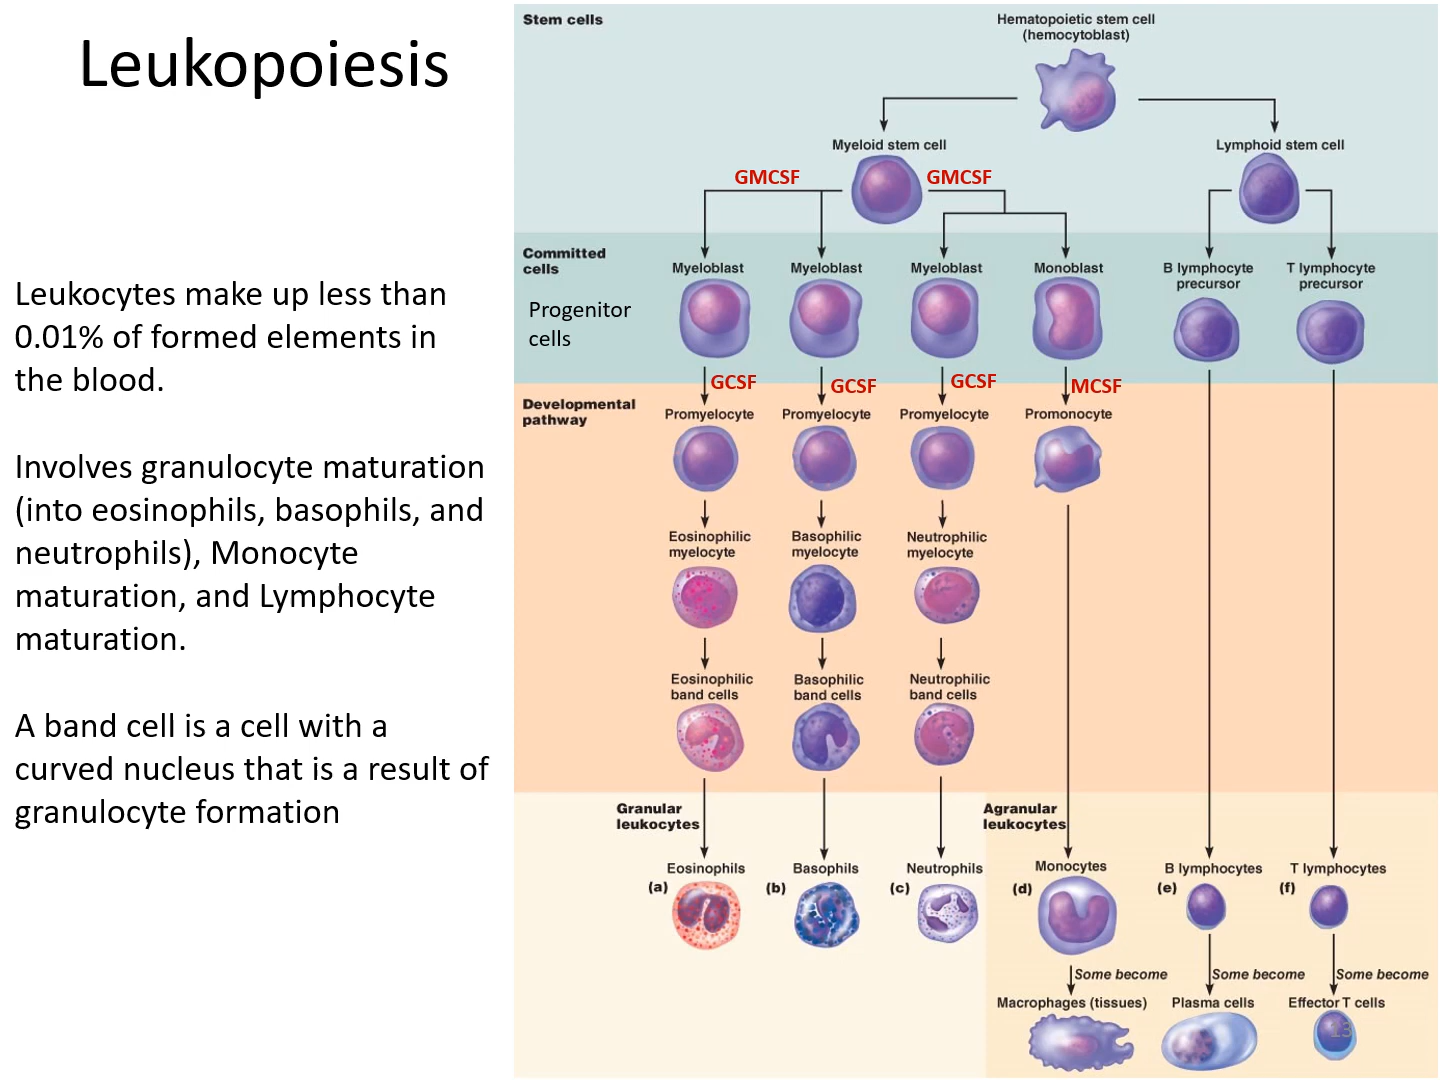 Leukopoiesis
Leukocytes make up less than
0.01% of formed elements in
the blood.
Involves granulocyte maturation
(into eosinophils, basophils, and
neutrophils), Monocyte
maturation, and Lymphocyte
maturation.
A band cell is a cell with a
curved nucleus that is a result of
granulocyte formation
Stem cells
Hematopoietic stem cell
(hemocytoblast)
Myeloid stem cell
Lymphoid stem cell
GMCSF
GMCSF
Committed
cells
Progenitor
cells
Myeloblast
Myeloblast
Myeloblast
Monoblast
B lymphocyte
precursor
T lymphocyte
precursor
GCSF
GCSF
GCSF
MCSF
Developmental
pathway
Promyelocyte
Promyelocyte
Promyelocyte
Promonocyte
Eosinophilic
myelocyte
Basophilic
myelocyte
Neutrophilic
myelocyte
Eosinophilic
band cells
Basophilic
band cells
Neutrophilic
band cells
Granular
leukocytes
Agranular
leukocytes
Eosinophils
(a)
Basophils
(b)
Neutrophils
(c)
Monocytes
(d)
B lymphocytes
(e)
T lymphocytes
(f)
Some become
Some become
Some become
Macrophages (tissues)
Plasma cells
Effector T cells
13